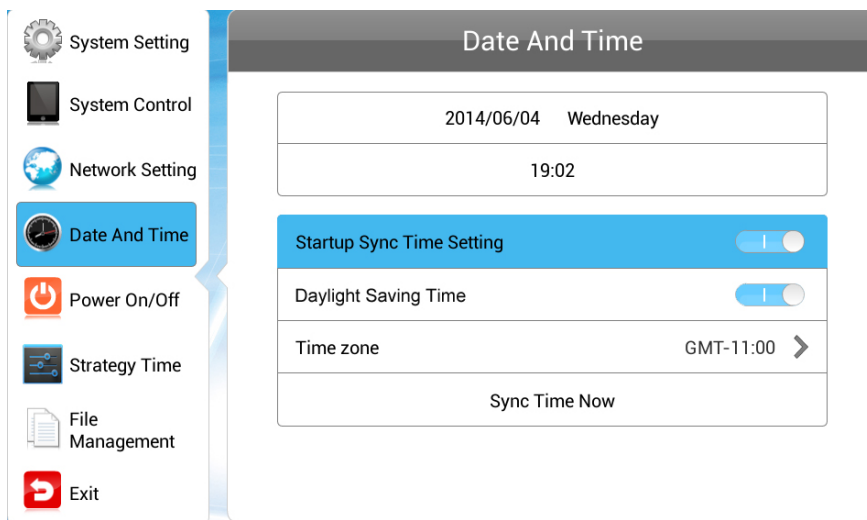 System Setting
System Control
Network Setting
Date And Time
Power On/Off
Strategy Time
File
Management
Exit
Date And Time
2014/06/04 Wednesday
19:02
Startup Sync Time Setting
Daylight Saving Time
Time zone GMT-11:00
Sync Time Now